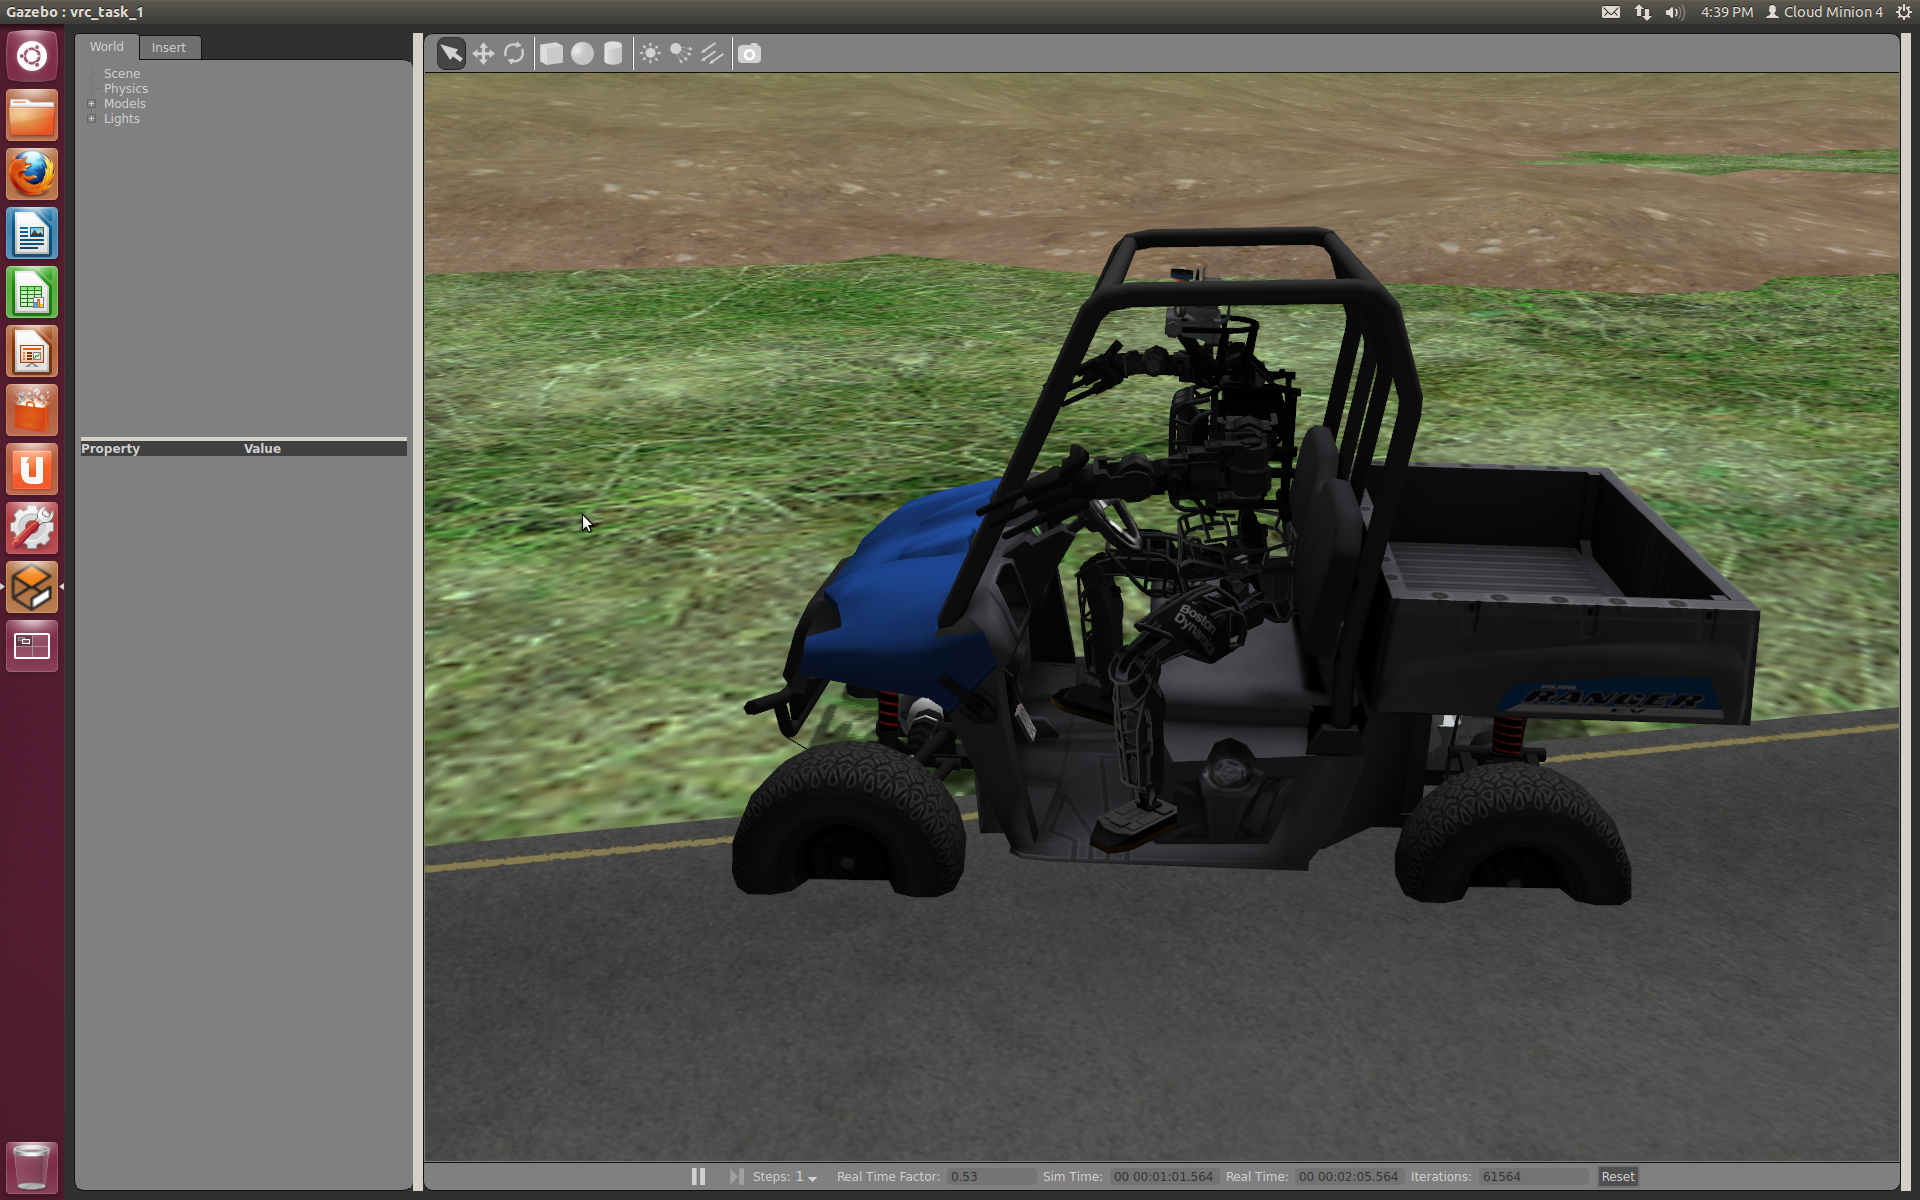 Gazebo : vrc_task_1
4:39 PM Cloud Minion 4
World Insert
Scene
Physics
Models
Lights
Property Value
Boston
Dynamics
RANGER
Steps: 1 Real Time Factor: 0.53 Sim Time: 00 00:01:01.564 Real Time: 00 00:02:05.564 Iterations: 61564 Reset